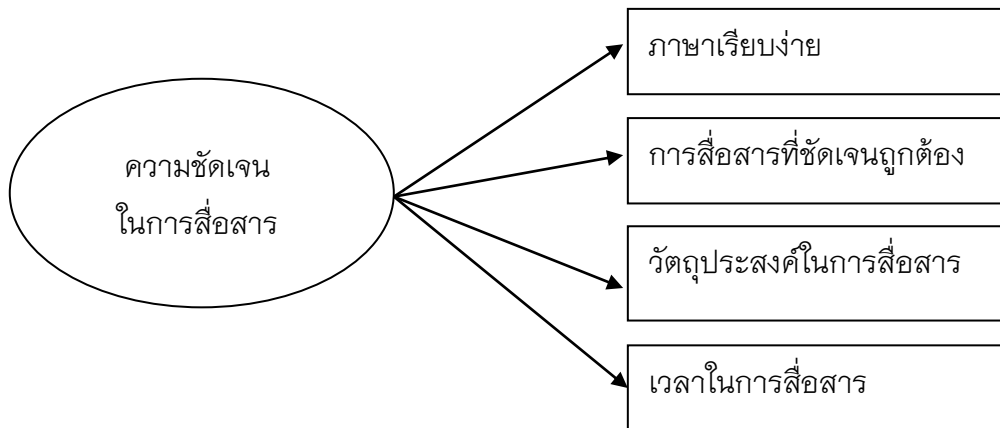 ความชัดเจน
ในการสื่อสาร
ภาษาเรียบง่าย
การสื่อสารที่ชัดเจนถูกต้อง
วัตถุประสงค์ในการสื่อสาร
เวลาในการสื่อสาร